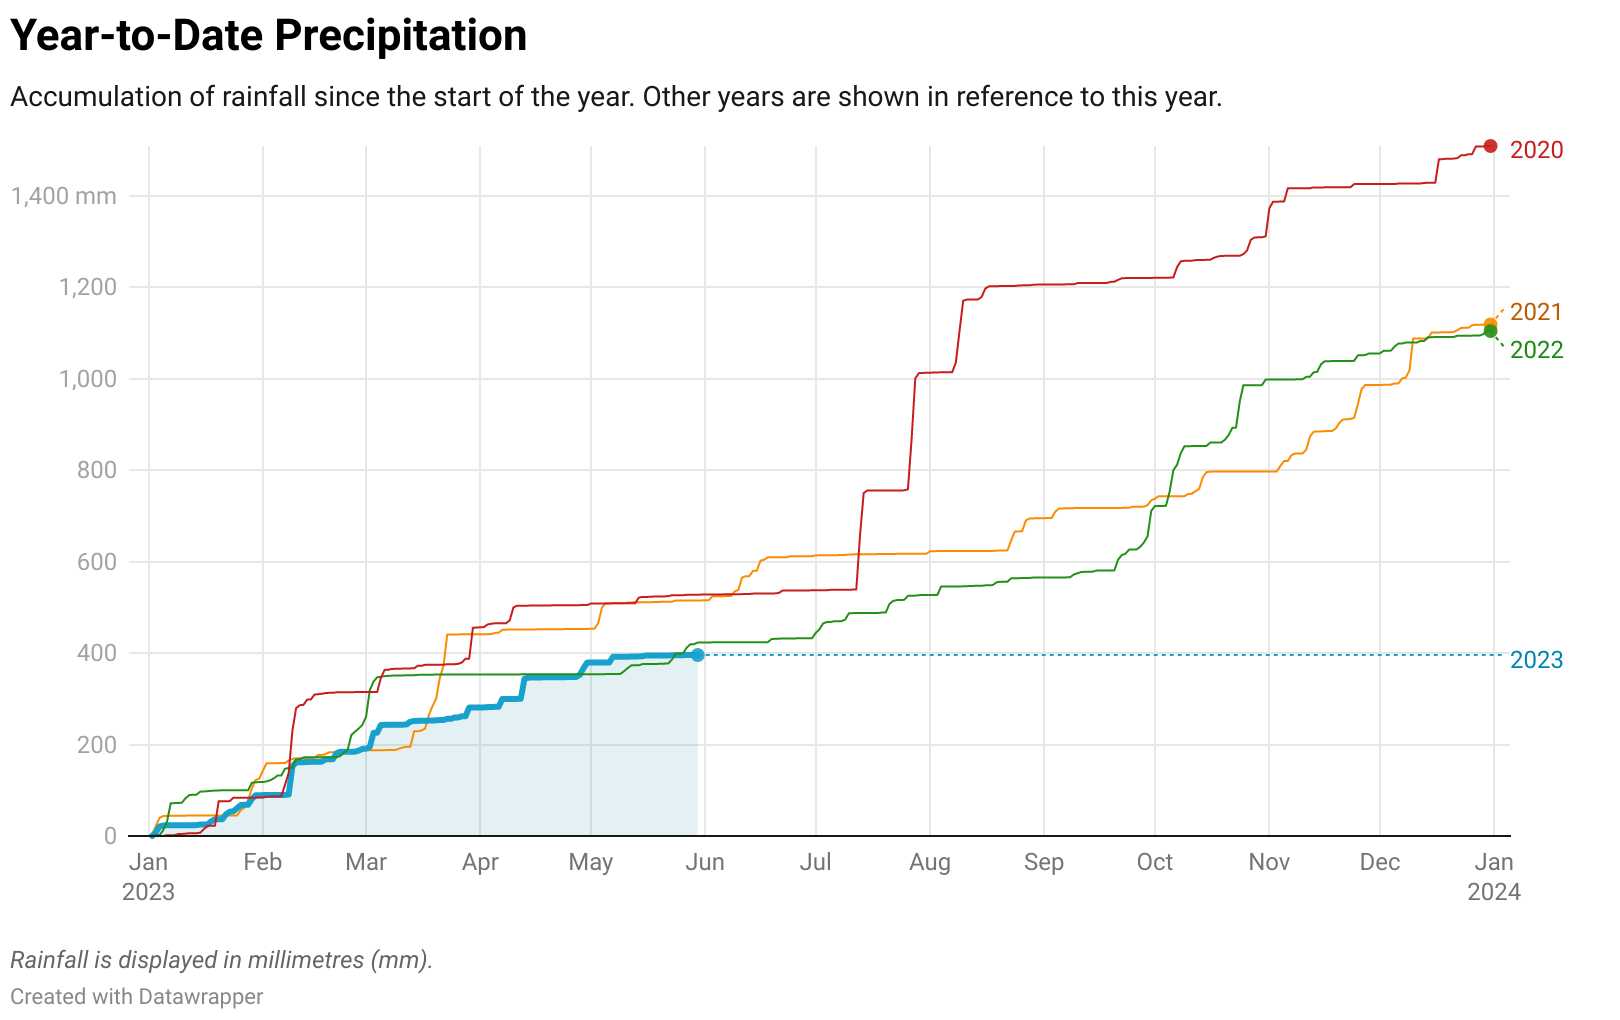 Year-to-Date Precipitation
Accumulation of rainfall since the start of the year. Other years are shown in reference to this year.
2020
1,400 mm
1,200
2021
2022
1,000
800
600
400
2023
200
0
Jan Feb Mar Apr May Jun Jul Aug Sep Oct Nov Dec Jan
2023 2024
Rainfall is displayed in millimetres (mm).
Created with Datawrapper